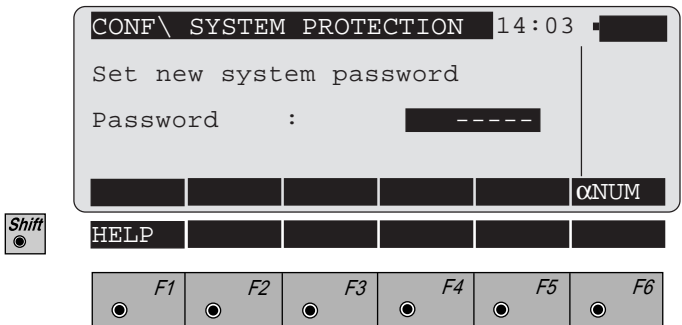 CONF\ SYSTEM PROTECTION 14:03
Set new system password
Password : -----
αNUM
Shift
HELP
F1 F2 F3 F4 F5 F6